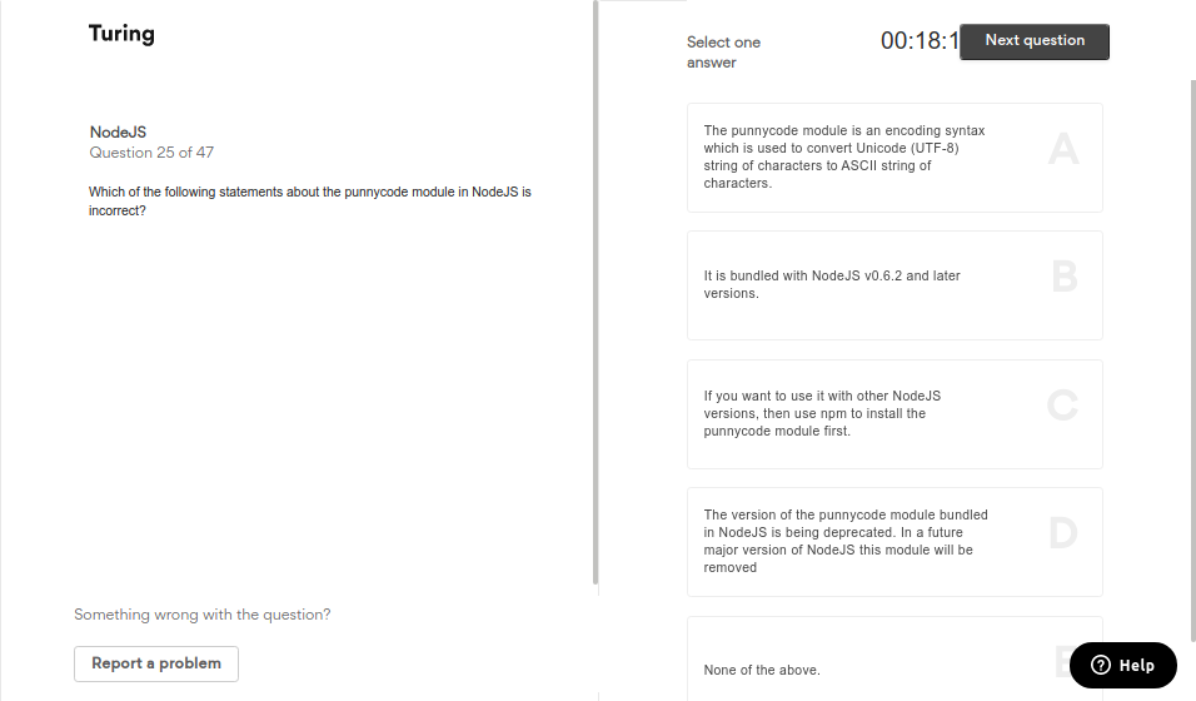 Turing
NodeJS
Question 25 of 47
Which of the following statements about the punnycode module in NodeJS is
incorrect?
Something wrong with the question?
Report a problem
Select one
answer
00:18:1
Next question
The punnycode module is an encoding syntax
which is used to convert Unicode (UTF-8)
string of characters to ASCII string of
characters.
A
It is bundled with NodeJS v0.6.2 and later
versions.
B
If you want to use it with other NodeJS
versions, then use npm to install the
punnycode module first.
C
The version of the punnycode module bundled
in NodeJS is being deprecated. In a future
major version of NodeJS this module will be
removed
D
None of the above.
E
Help